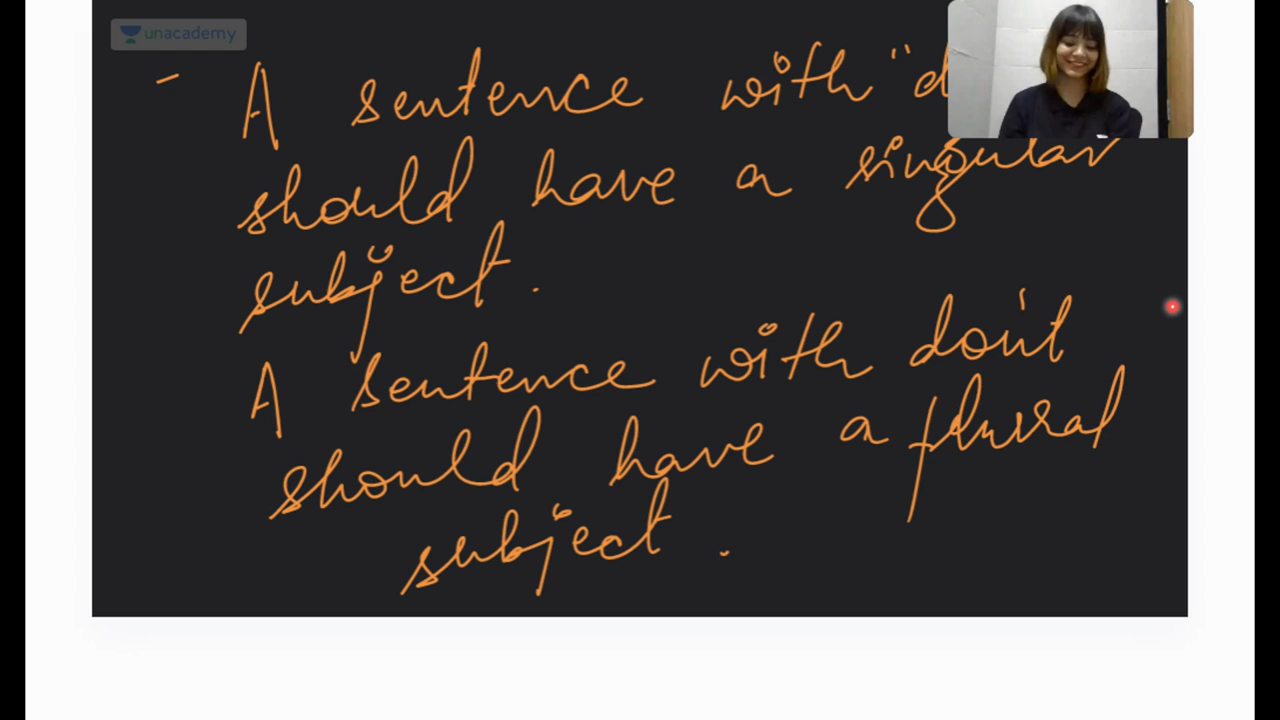 unacademy
- A sentence with "d
should have a singular
subject.
A sentence with don't
should have a plural
subject.